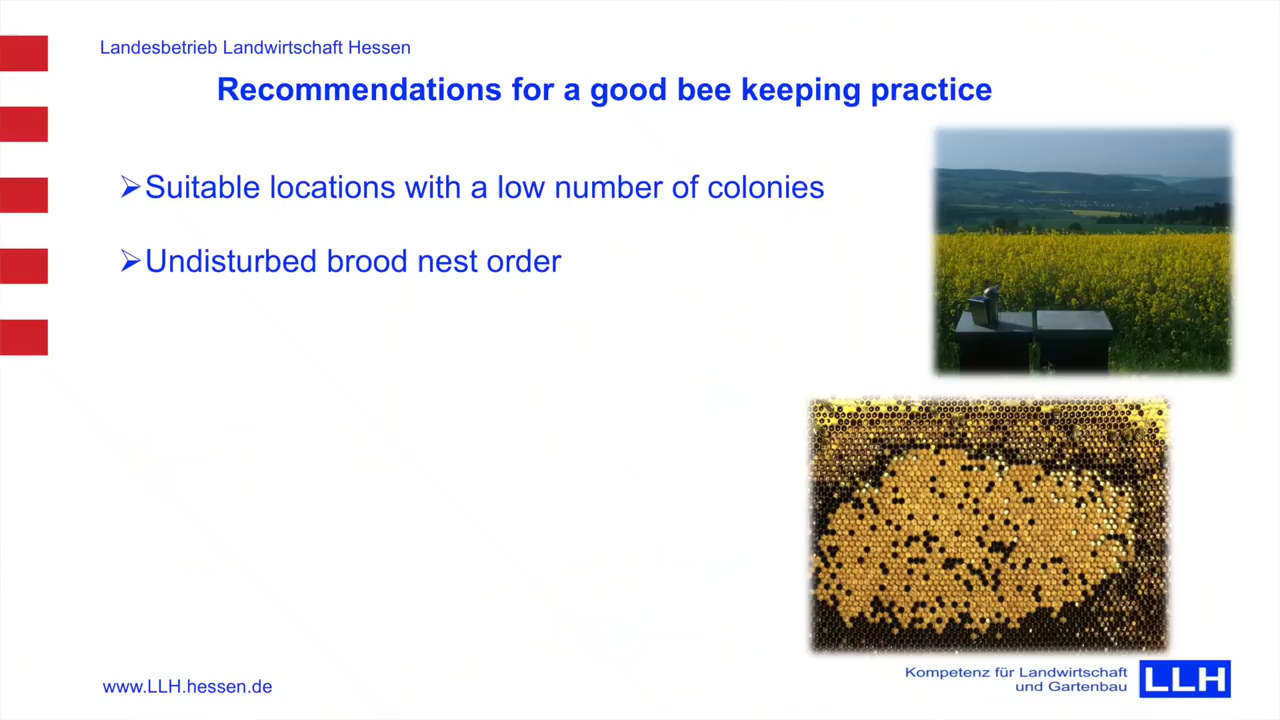 Landesbetrieb Landwirtschaft Hessen
Recommendations for a good bee keeping practice
➢Suitable locations with a low number of colonies
➢Undisturbed brood nest order
www.LLH.hessen.de
Kompetenz für Landwirtschaft
und Gartenbau
LLH